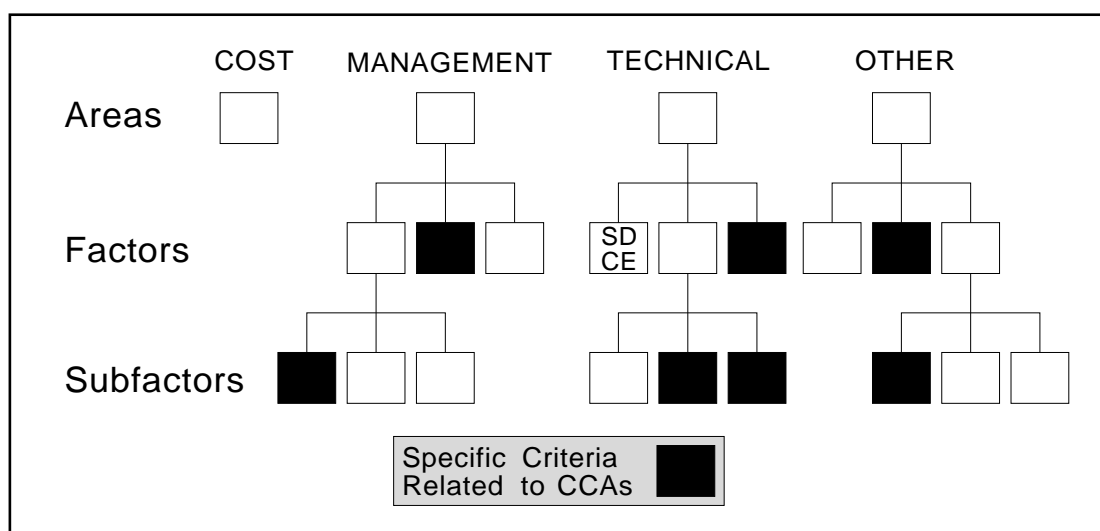 COST MANAGEMENT TECHNICAL OTHER
Areas
Factors
SD
CE
Subfactors
Specific Criteria
Related to CCAs